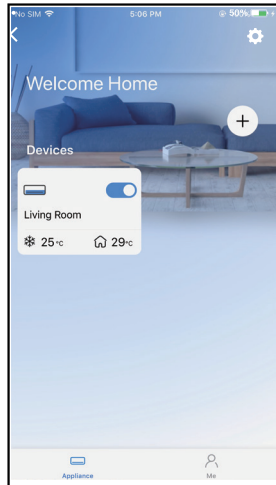 No SIM 5:06 PM 50%
Welcome Home
Devices
Living Room
25°C 29°C
Appliance Me